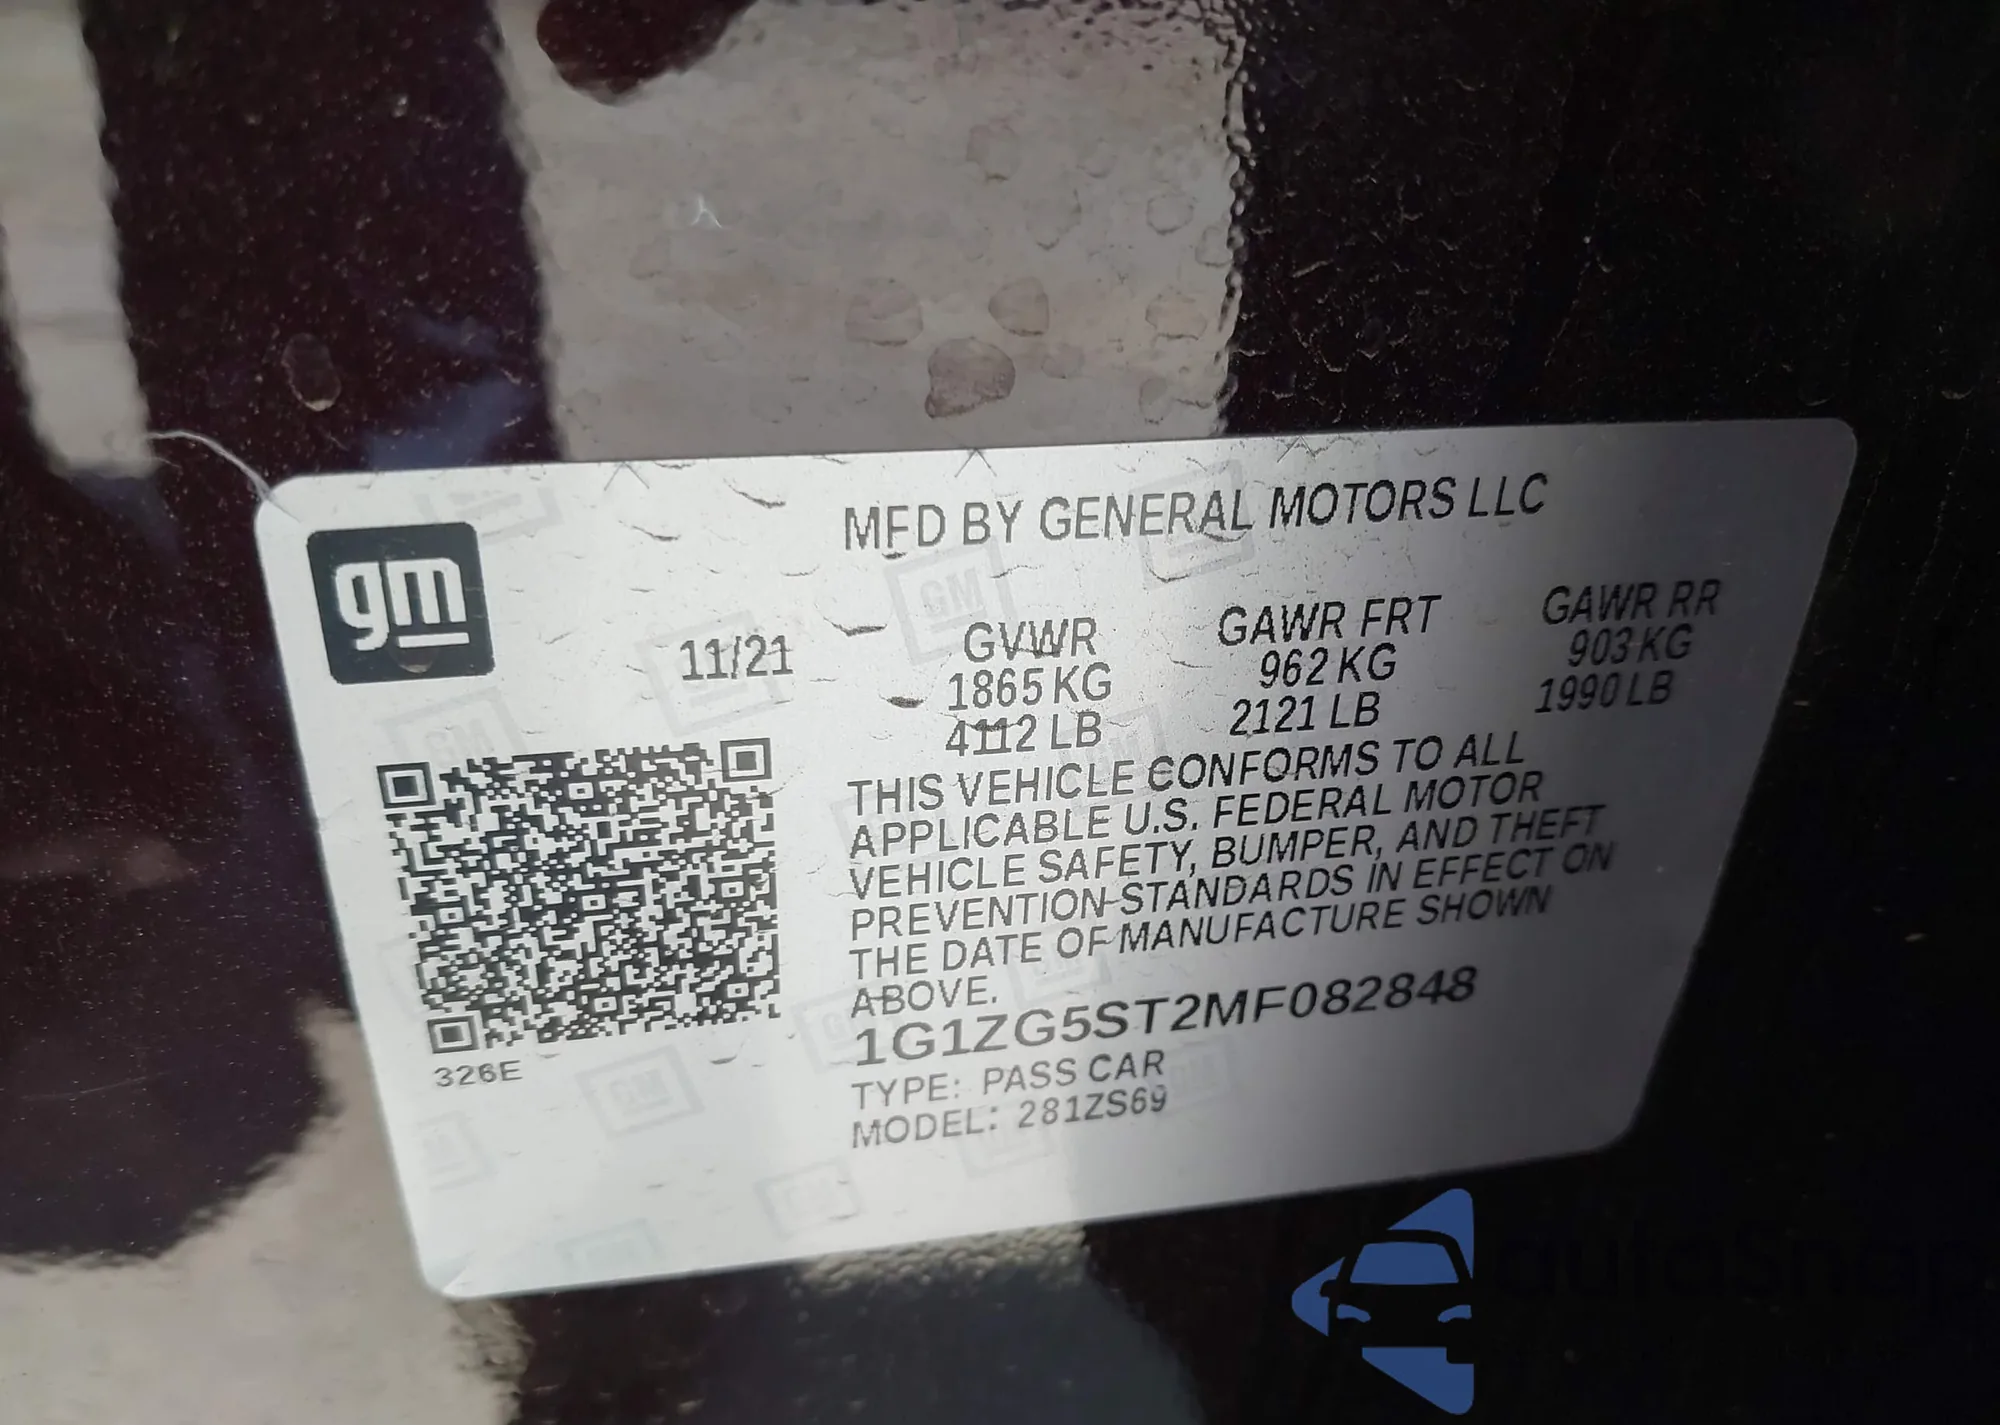 gm
MFD BY GENERAL MOTORS LLC
11/21
GVWR
1865 KG
4112 LB
GAWR FRT
962 KG
2121 LB
GAWR RR
903 KG
1990 LB
THIS VEHICLE CONFORMS TO ALL
APPLICABLE U.S. FEDERAL MOTOR
VEHICLE SAFETY, BUMPER, AND THEFT
PREVENTION STANDARDS IN EFFECT ON
THE DATE OF MANUFACTURE SHOWN
ABOVE.
1G1ZG5ST2MF082848
TYPE: PASS CAR
MODEL: 281ZS69
326E